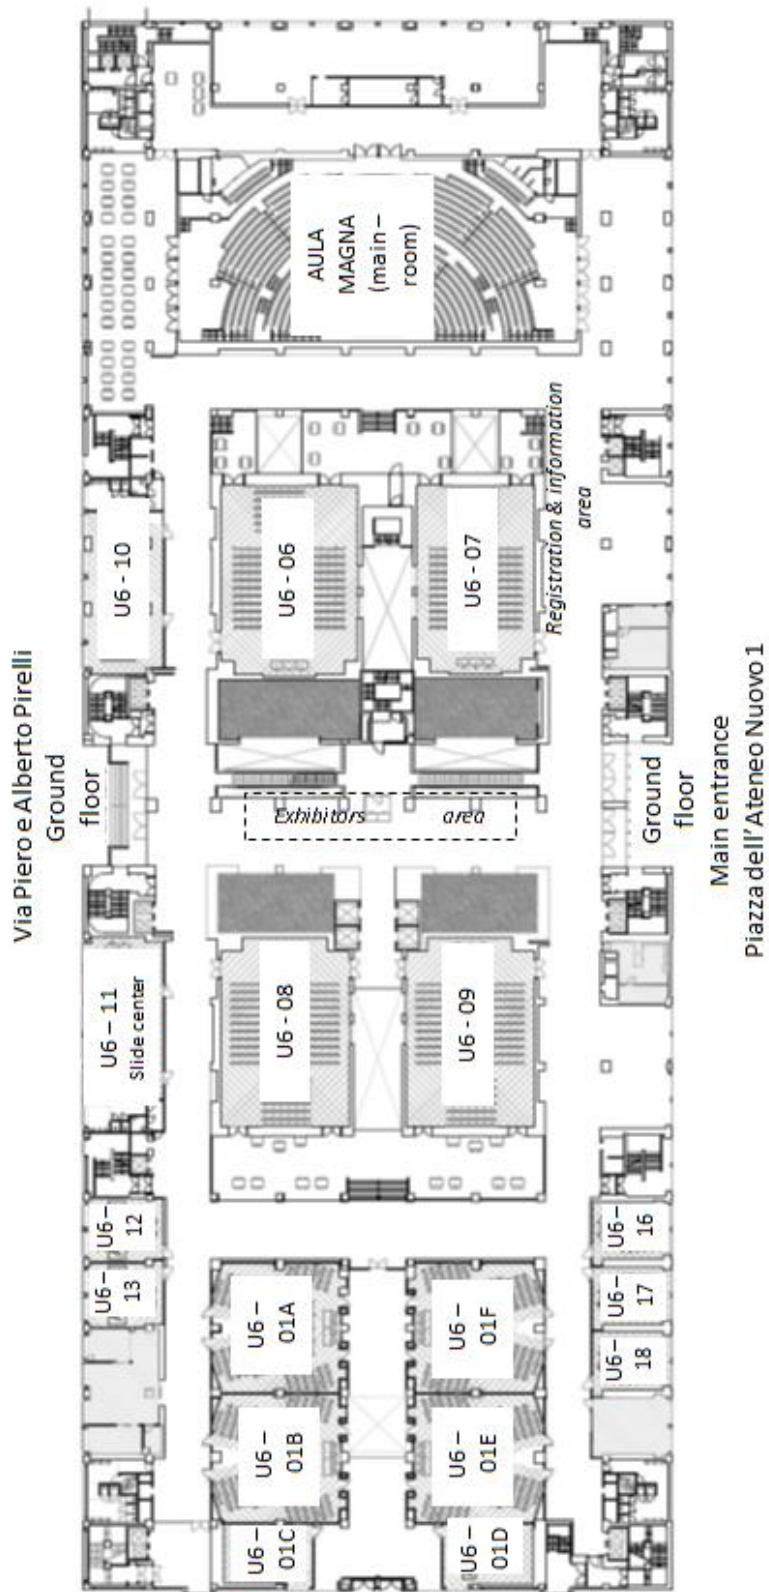 AULA
MAGNA
(main –
room)
U6 - 10
U6 - 06
U6 - 07
Registration & information
area
Via Piero e Alberto Pirelli
Ground
floor
Exhibitors area
Ground
floor
Main entrance
Piazza dell'Ateneo Nuovo 1
U6 – 11
Slide center
U6 - 08
U6 - 09
U6 –
12
U6 –
13
U6 –
16
U6 –
17
U6 –
18
U6 –
01A
U6 –
01F
U6 –
01B
U6 –
01E
U6 –
01C
U6 –
01D